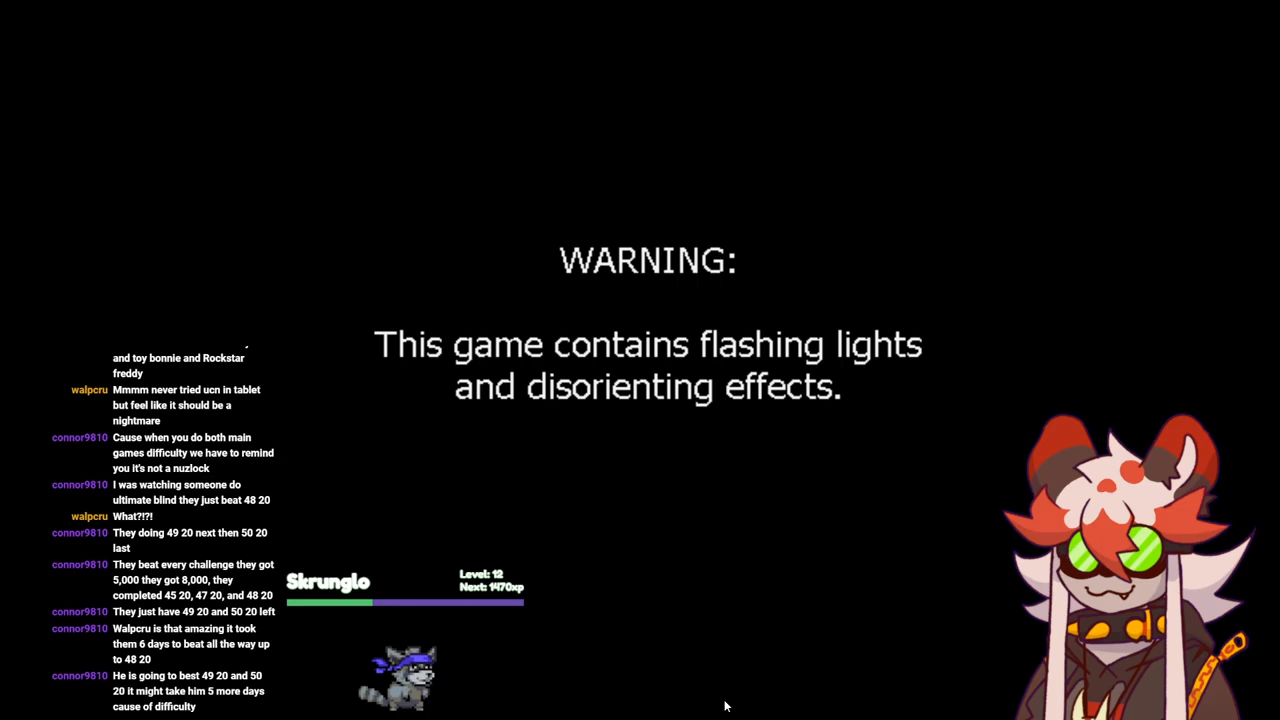 WARNING:
This game contains flashing lights
and disorienting effects.
and toy bonnie and Rockstar
freddy
walpcru Mmmm never tried ucn in tablet
but feel like it should be a
nightmare
connor9810 Cause when you do both main
games difficulty we have to remind
you it's not a nuzlock
connor9810 I was watching someone do
ultimate blind they just beat 48 20
walpcru What?!?!
connor9810 They doing 49 20 next then 50 20
last
connor9810 They beat every challenge they got
5,000 they got 8,000, they
completed 45 20, 47 20, and 48 20
connor9810 They just have 49 20 and 50 20 left
connor9810 Walpcru is that amazing it took
them 6 days to beat all the way up
to 48 20
connor9810 He is going to best 49 20 and 50
20 it might take him 5 more days
cause of difficulty
Skrunglo
Level: 12
Next: 1470xp